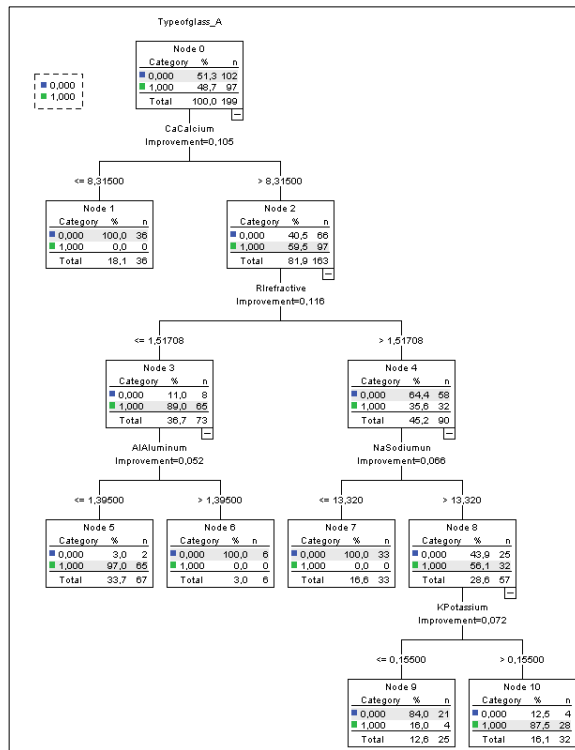 Typeofglass_A
0,000
1,000
Node 0
Category % n
0,000 51,3 102
1,000 48,7 97
Total 100,0 199
CaCalcium
Improvement=0,105
<= 8,31500
> 8,31500
Node 1
Category % n
0,000 100,0 36
1,000 0,0 0
Total 18,1 36
Node 2
Category % n
0,000 40,5 66
1,000 59,5 97
Total 81,9 163
RIrefractive
Improvement=0,116
<= 1,51708
> 1,51708
Node 3
Category % n
0,000 11,0 8
1,000 89,0 65
Total 36,7 73
Node 4
Category % n
0,000 64,4 58
1,000 35,6 32
Total 45,2 90
AlAluminum
Improvement=0,052
NaSodiumun
Improvement=0,066
<= 1,39500
> 1,39500
<= 13,320
> 13,320
Node 5
Category % n
0,000 3,0 2
1,000 97,0 65
Total 33,7 67
Node 6
Category % n
0,000 100,0 6
1,000 0,0 0
Total 3,0 6
Node 7
Category % n
0,000 100,0 33
1,000 0,0 0
Total 16,6 33
Node 8
Category % n
0,000 43,9 25
1,000 56,1 32
Total 28,6 57
KPotassium
Improvement=0,072
<= 0,15500
> 0,15500
Node 9
Category % n
0,000 84,0 21
1,000 16,0 4
Total 12,6 25
Node 10
Category % n
0,000 12,5 4
1,000 87,5 28
Total 16,1 32